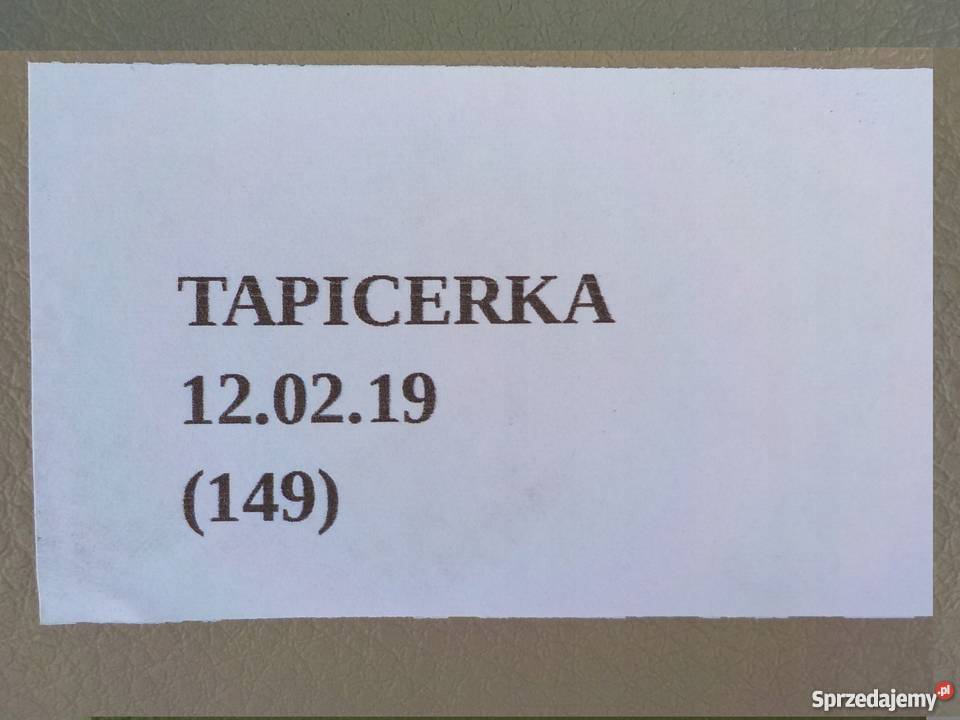 TAPICERKA
12.02.19
(149)
Sprzedajemy.pl